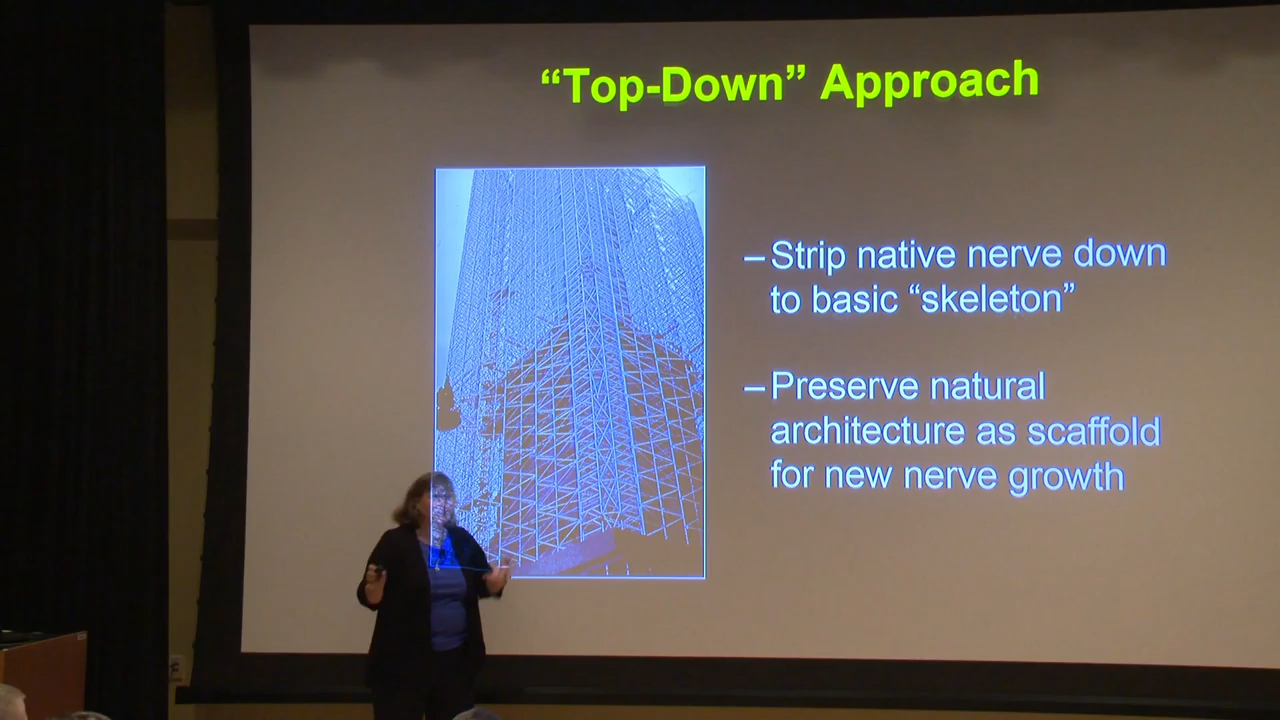 “Top-Down” Approach
–Strip native nerve down
to basic “skeleton”
–Preserve natural
architecture as scaffold
for new nerve growth